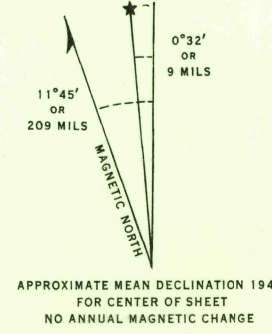 0°32'
OR
9 MILS
11°45'
OR
209 MILS
MAGNETIC NORTH
APPROXIMATE MEAN DECLINATION 194
FOR CENTER OF SHEET
NO ANNUAL MAGNETIC CHANGE